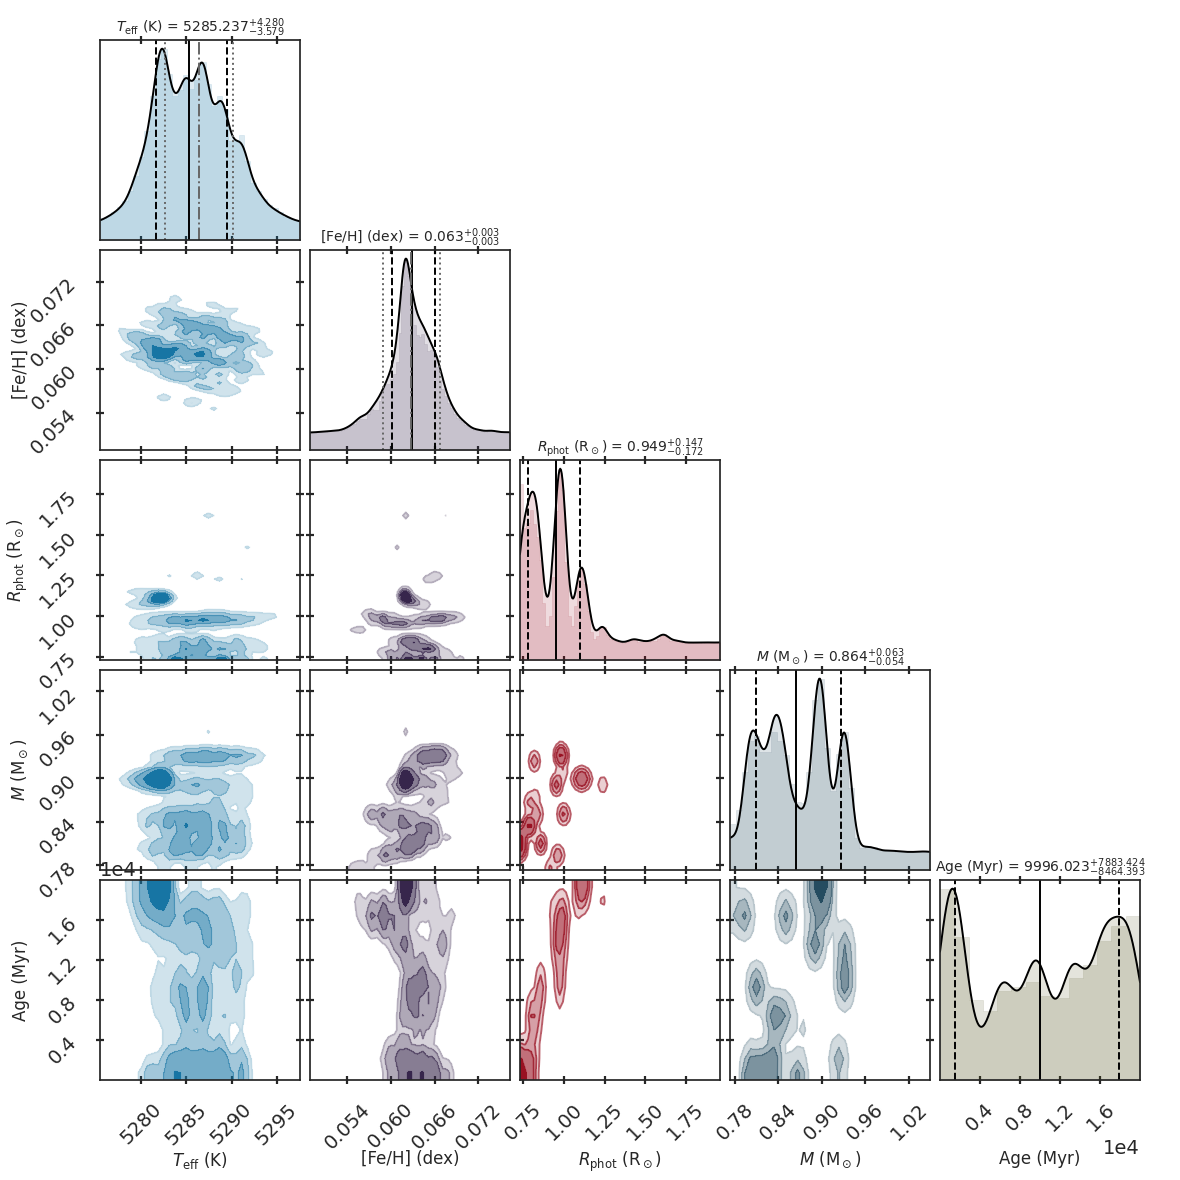 T_eff (K) = 5285.237 +4.280 −3.579
[Fe/H] (dex) = 0.063 +0.003 −0.003
[Fe/H] (dex)
0.072
0.066
0.060
0.054
R_phot (R⊙) = 0.949 +0.147 −0.172
R_phot (R⊙)
1.75
1.50
1.25
1.00
0.75
M (M⊙) = 0.864 +0.063 −0.054
M (M⊙)
1.02
0.96
0.90
0.84
0.78
1e4
Age (Myr) = 9996.023 +7883.424 −8464.393
Age (Myr)
1.6
1.2
0.8
0.4
5280 5285 5290 5295 0.054 0.060 0.066 0.072 0.75 1.00 1.25 1.50 1.75 0.78 0.84 0.90 0.96 1.02 0.4 0.8 1.2 1.6
1e4
T_eff (K) [Fe/H] (dex) R_phot (R⊙) M (M⊙) Age (Myr)